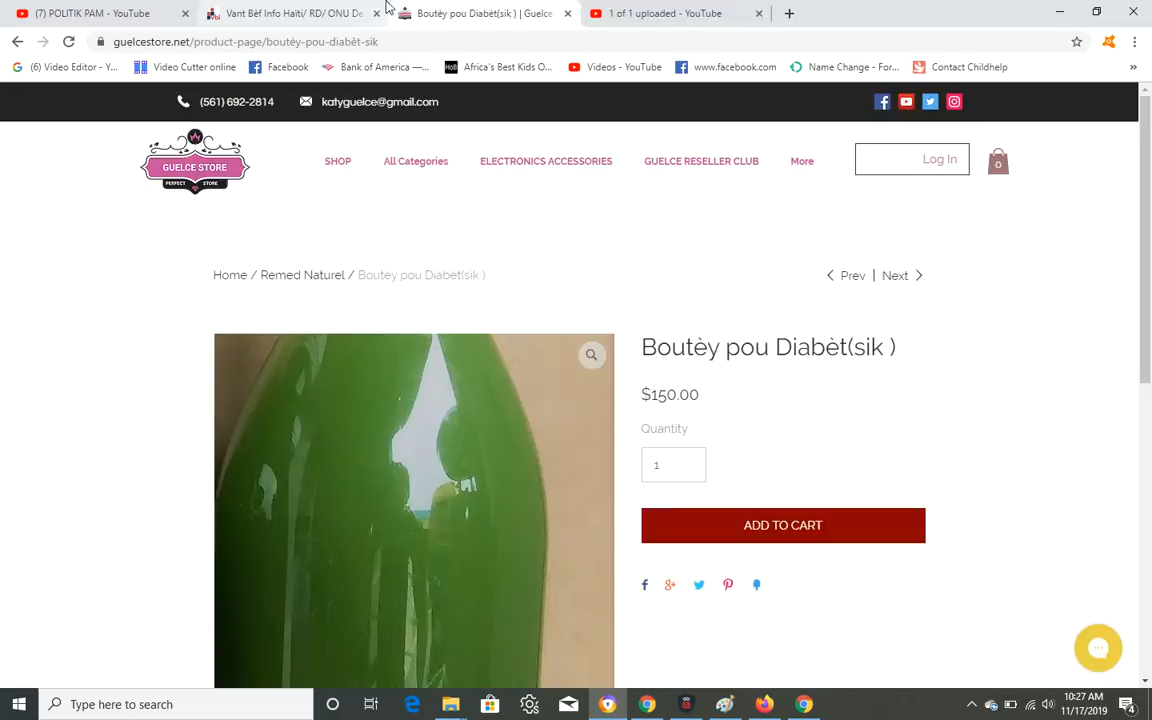 (7) POLITIK PAM - YouTube
Vant Bèf Info Haïti/ RD/ ONU De
Boutèy pou Diabèt(sik ) | Guelce
1 of 1 uploaded - YouTube
guelcestore.net/product-page/boutèy-pou-diabèt-sik
(6) Video Editor - Y...
Video Cutter online
Facebook
Bank of America —...
HoB
Africa's Best Kids O...
Videos - YouTube
www.facebook.com
Name Change - For...
Contact Childhelp
(561) 692-2814
katyguelce@gmail.com
GUELCE STORE
PERFECT STORE
SHOP
All Categories
ELECTRONICS ACCESSORIES
GUELCE RESELLER CLUB
More
Log In
0
Home / Remed Naturel / Boutèy pou Diabèt(sik )
Prev | Next
Boutèy pou Diabèt(sik )
$150.00
Quantity
1
ADD TO CART
Type here to search
10:27 AM
11/17/2019
4